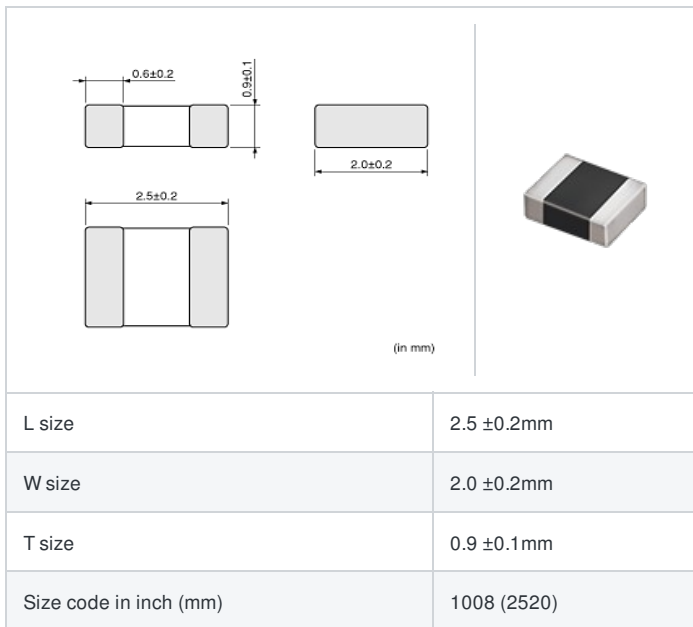 0.6±0.2
0.9±0.1
2.0±0.2
2.5±0.2
(in mm)
L size 2.5 ±0.2mm
W size 2.0 ±0.2mm
T size 0.9 ±0.1mm
Size code in inch (mm) 1008 (2520)